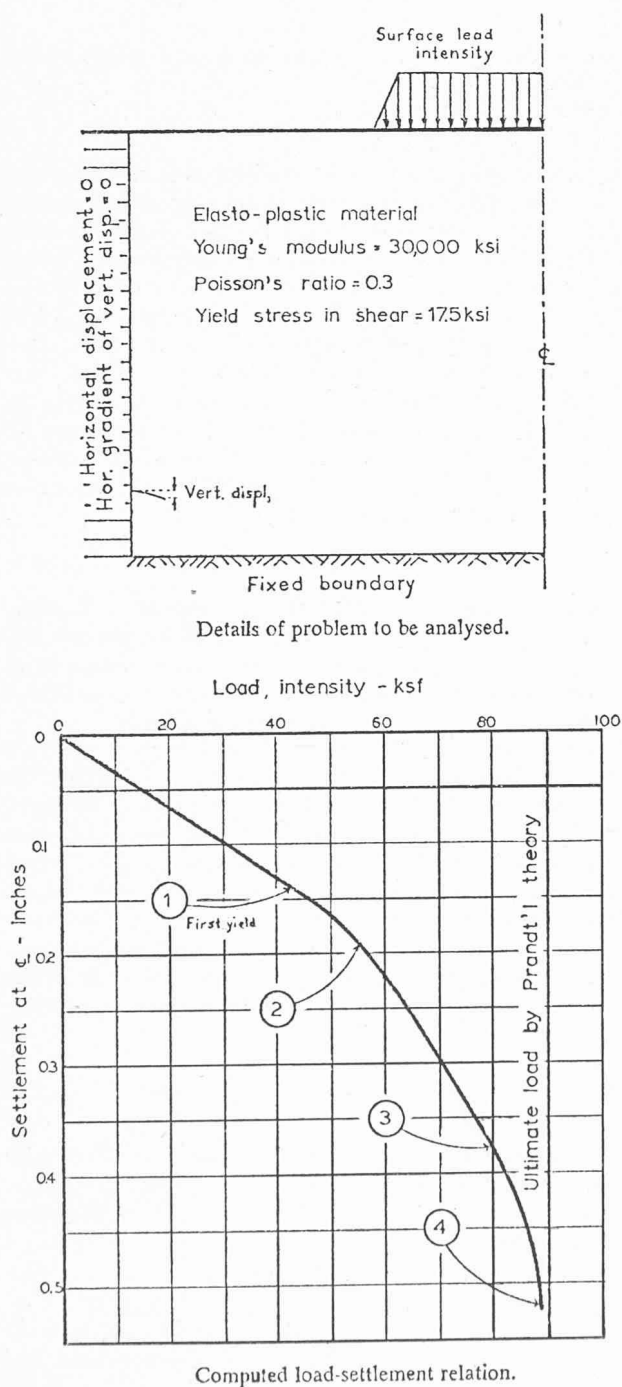 Surface lead
intensity
Horizontal displacement = 0
Hor. gradient of vert. disp. = 0
Elasto-plastic material
Young's modulus = 30,000 ksi
Poisson's ratio = 0.3
Yield stress in shear = 17.5 ksi
℄
Vert. displ,
Fixed boundary
Details of problem to be analysed.
Load, intensity - ksf
0 20 40 60 80 100
0
0.1
0.2
0.3
0.4
0.5
Settlement at ℄ - Inches
1
First yield
2
3
4
Ultimate load by Prandt'l theory
Computed load-settlement relation.